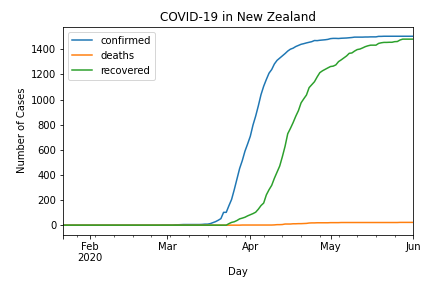 COVID-19 in New Zealand
confirmed
deaths
recovered
Number of Cases
1400
1200
1000
800
600
400
200
0
Feb Mar Apr May Jun
2020
Day